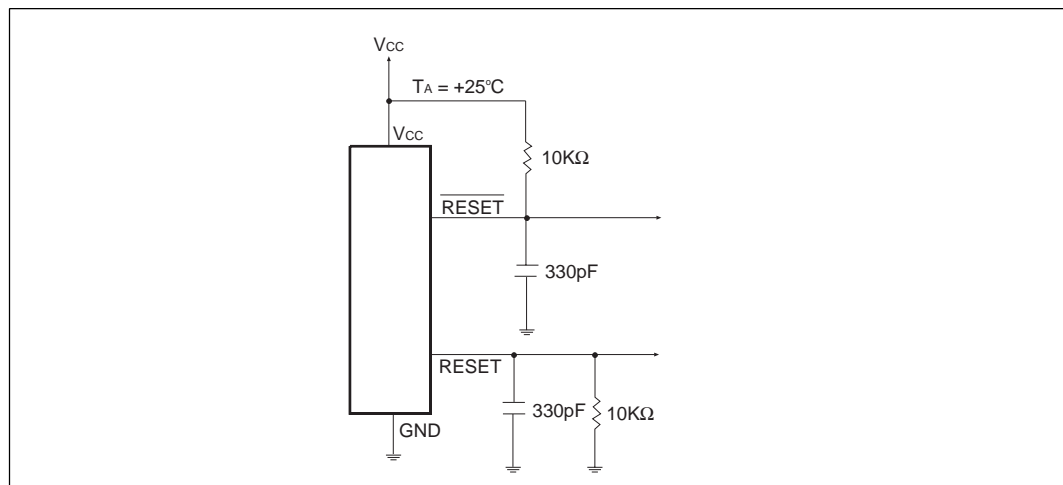 Vcc
TA = +25°C
Vcc
10KΩ
RESET
330pF
RESET
330pF
10KΩ
GND